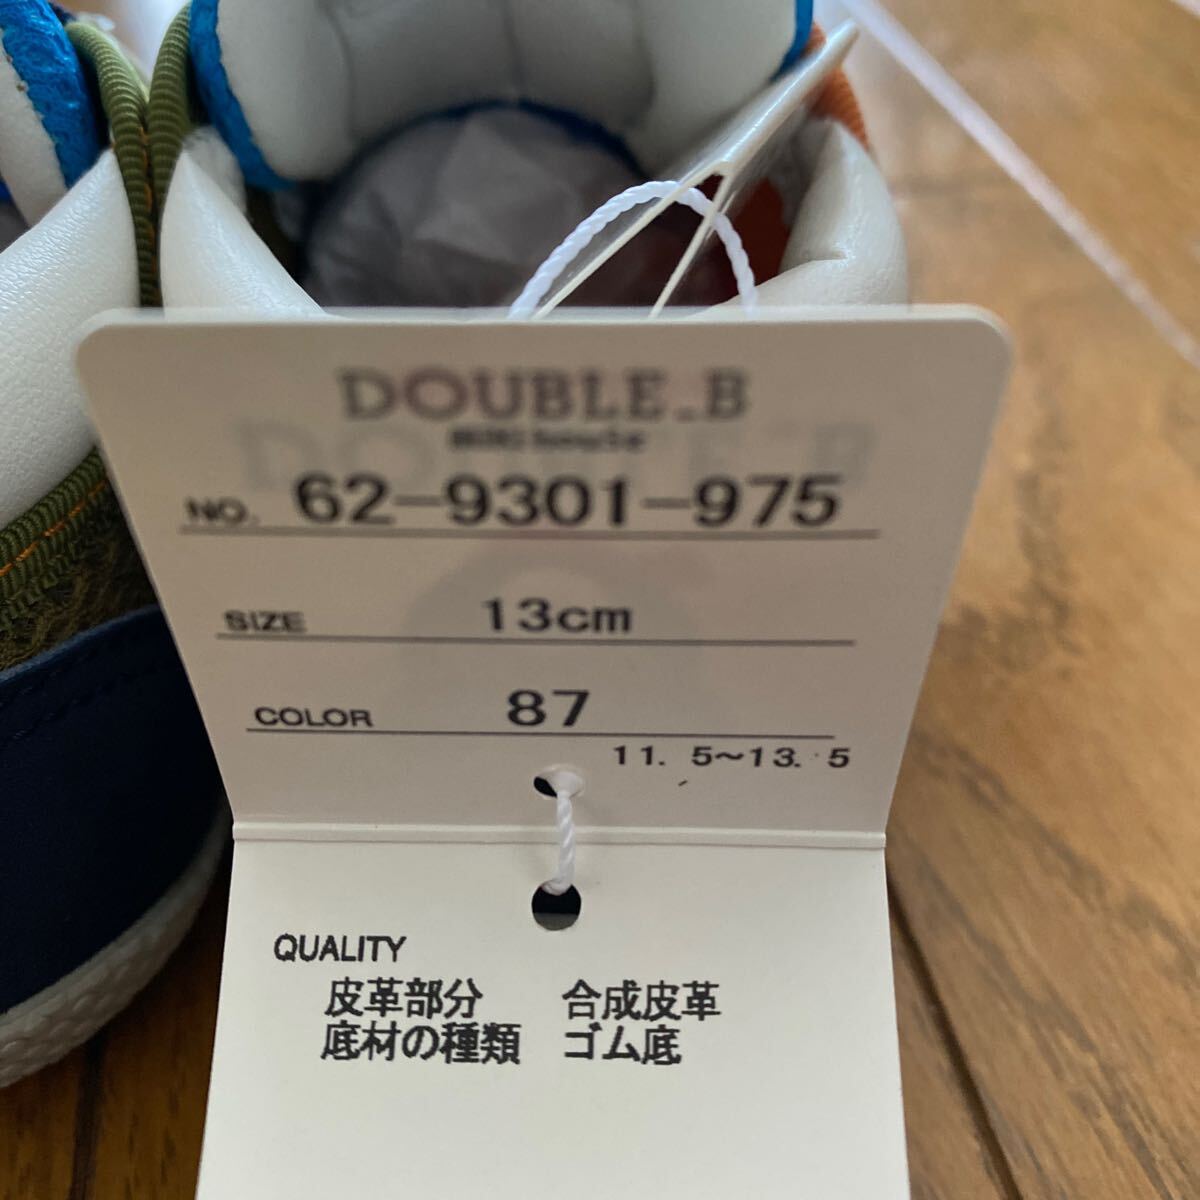 DOUBLE_B
NO. 62-9301-975
SIZE 13cm
COLOR 87
11.5〜13.5
QUALITY
皮革部分 合成皮革
底材の種類 ゴム底